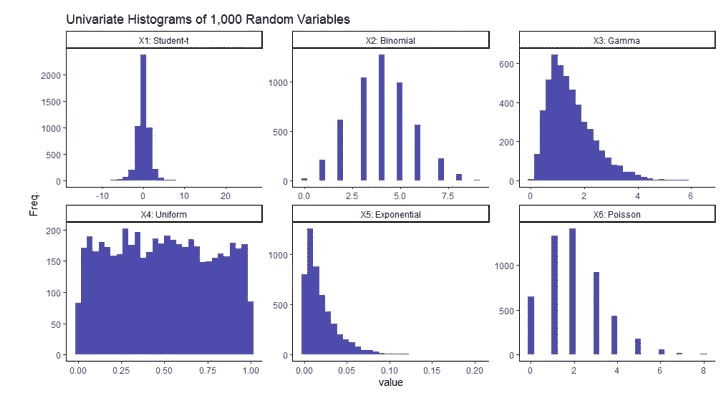 Univariate Histograms of 1,000 Random Variables
X1: Student-t
X2: Binomial
X3: Gamma
2000
1500
1000
500
0
-10 0 10 20
1000
500
0
0.0 2.5 5.0 7.5
600
400
200
0
0 2 4 6
Freq.
X4: Uniform
X5: Exponential
X6: Poisson
200
150
100
50
0
0.00 0.25 0.50 0.75 1.00
1000
500
0
0.00 0.05 0.10 0.15 0.20
1000
500
0
0 2 4 6 8
value